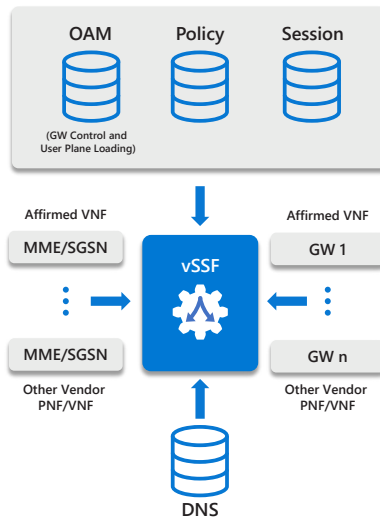 OAM
Policy
Session
(GW Control and
User Plane Loading)
Affirmed VNF
MME/SGSN
MME/SGSN
Other Vendor
PNF/VNF
vSSF
Affirmed VNF
GW 1
GW n
Other Vendor
PNF/VNF
DNS